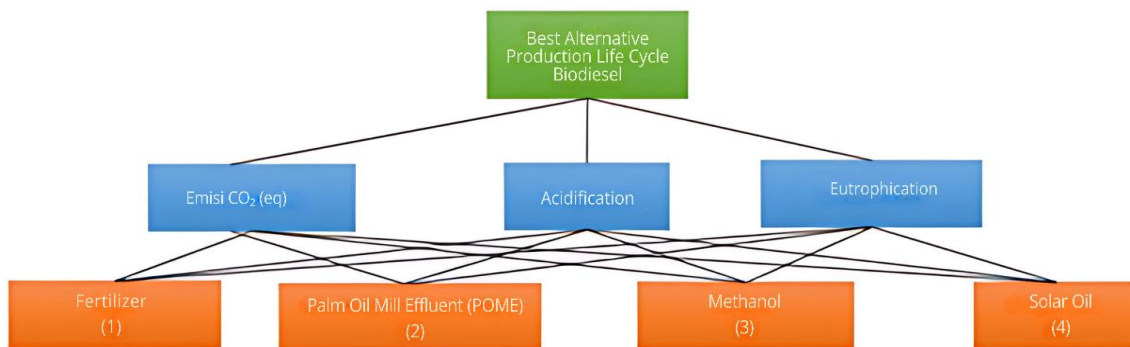 Best Alternative
Production Life Cycle
Biodiesel
Emisi CO₂ (eq)
Acidification
Eutrophication
Fertilizer
(1)
Palm Oil Mill Effluent (POME)
(2)
Methanol
(3)
Solar Oil
(4)